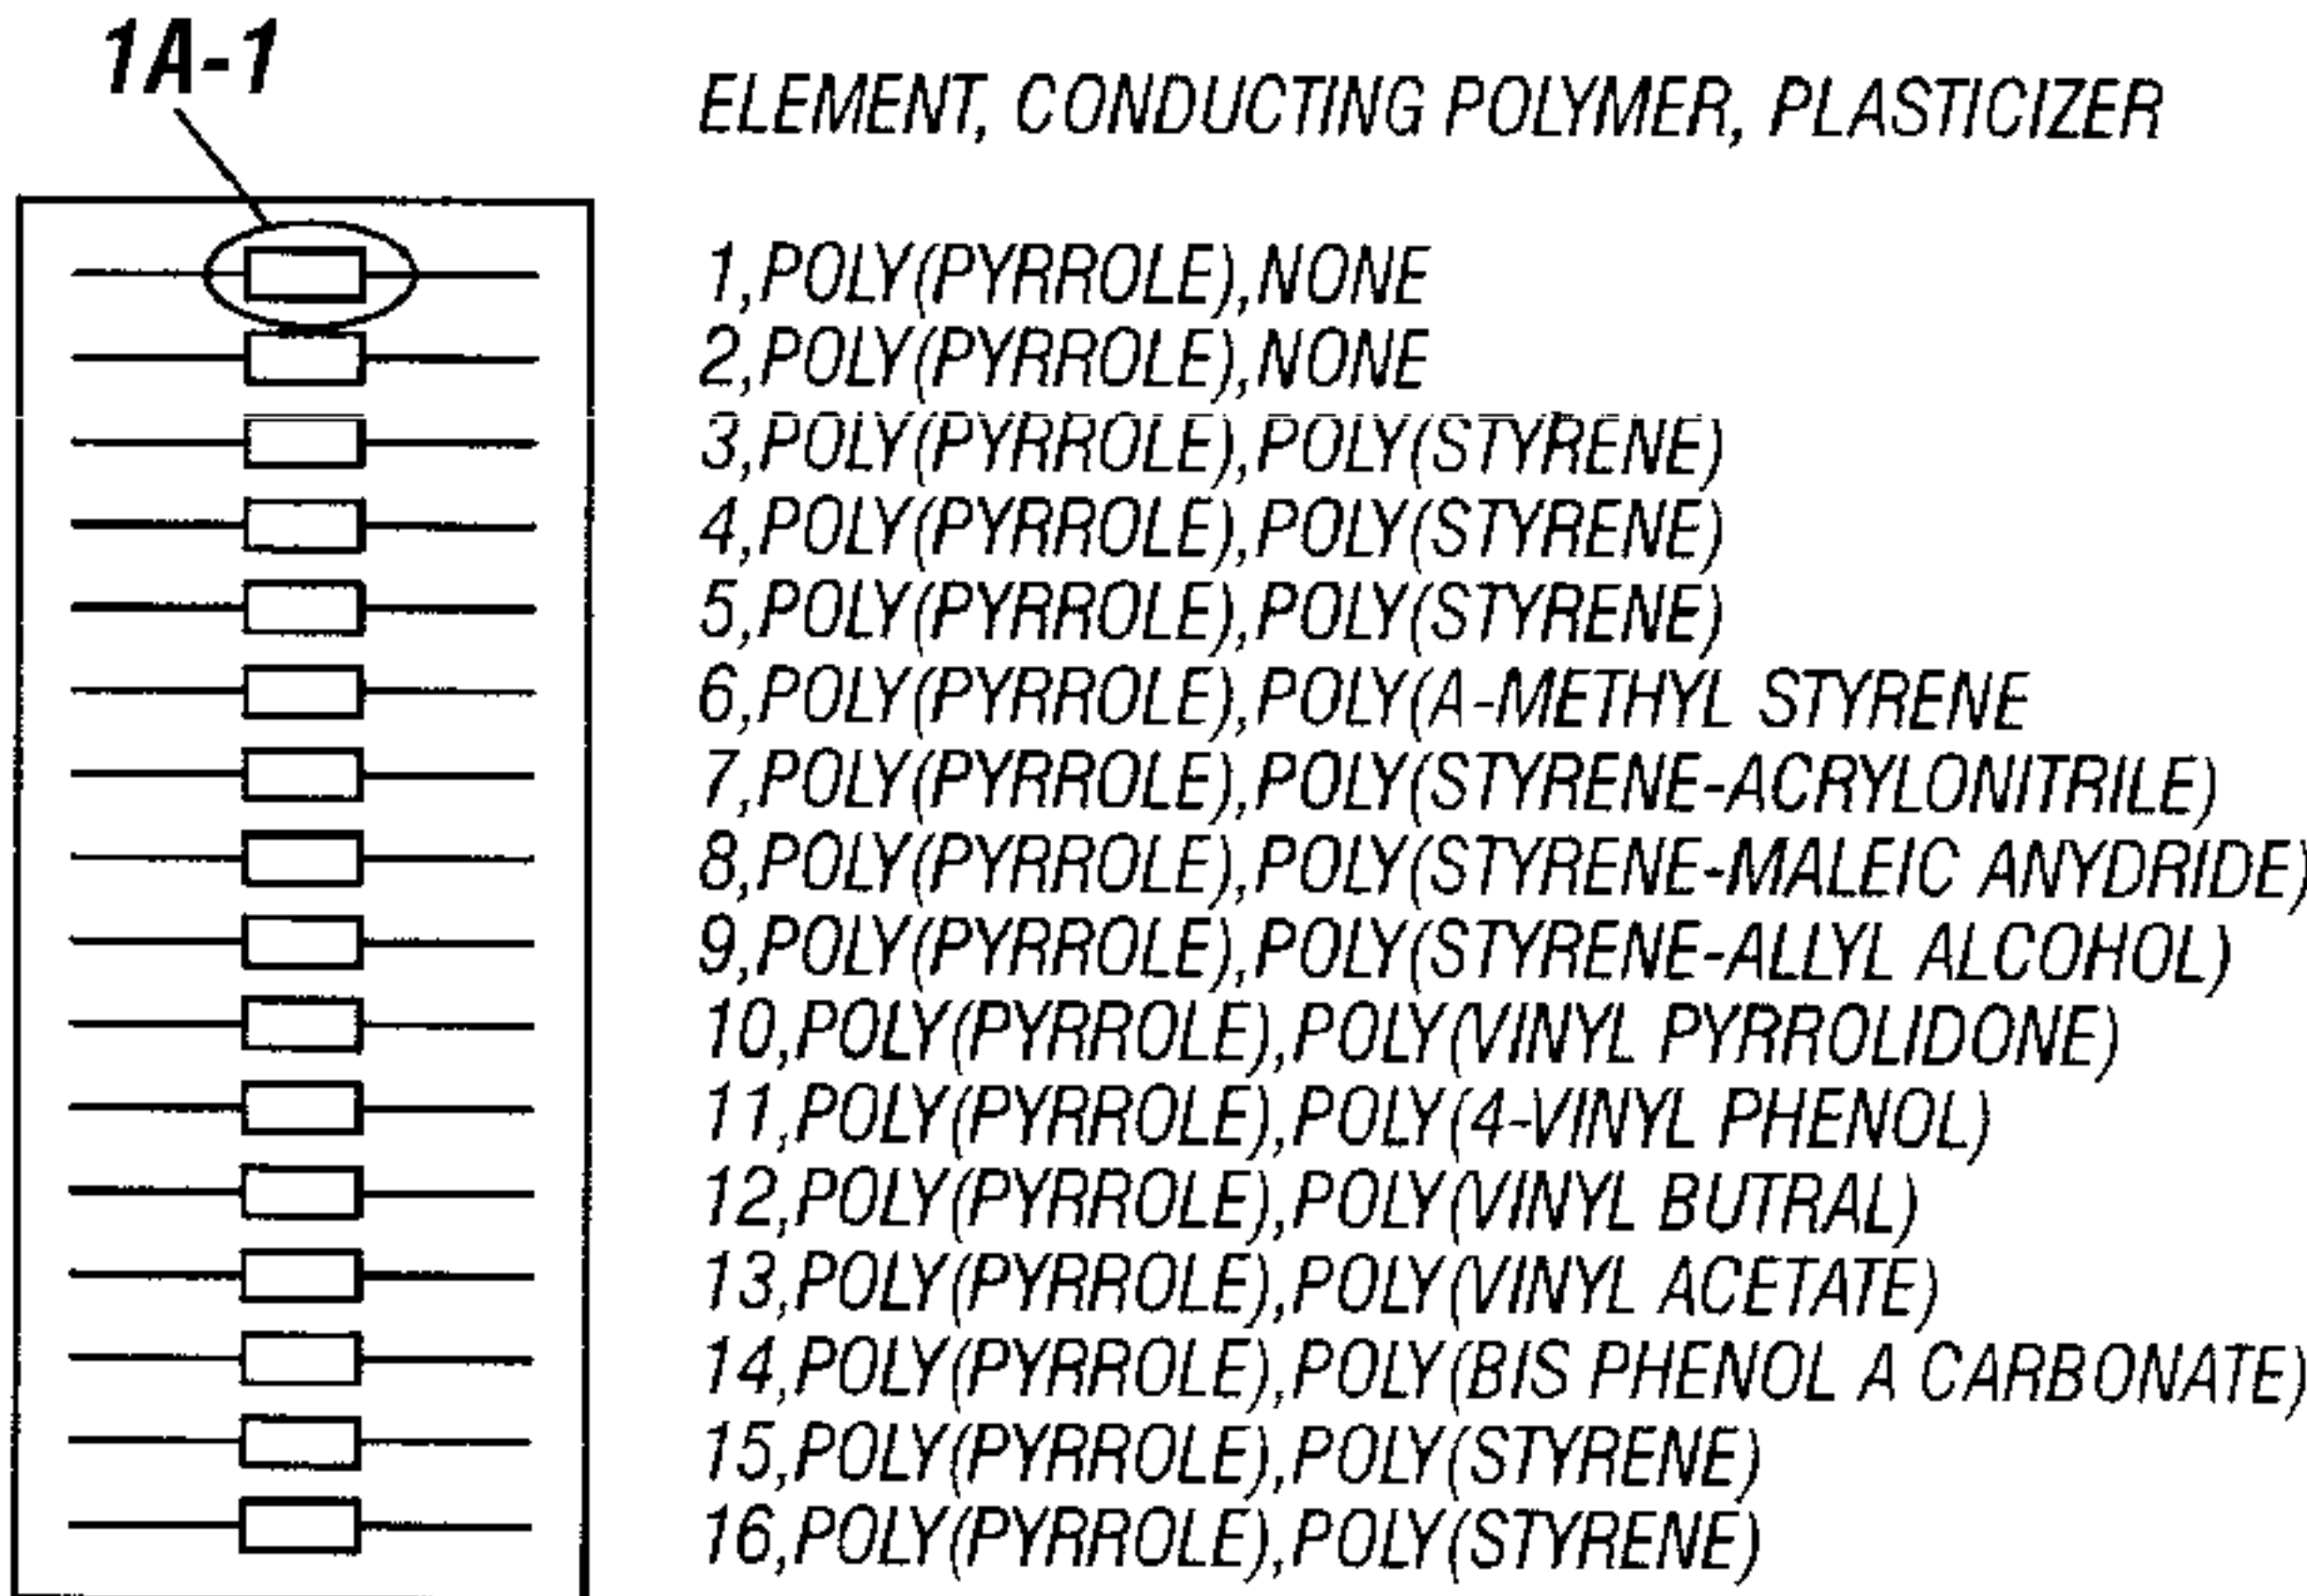 1A-1
ELEMENT, CONDUCTING POLYMER, PLASTICIZER
1,POLY(PYRROLE),NONE
2,POLY(PYRROLE),NONE
3,POLY(PYRROLE),POLY(STYRENE)
4,POLY(PYRROLE),POLY(STYRENE)
5,POLY(PYRROLE),POLY(STYRENE)
6,POLY(PYRROLE),POLY(A-METHYL STYRENE
7,POLY(PYRROLE),POLY(STYRENE-ACRYLONITRILE)
8,POLY(PYRROLE),POLY(STYRENE-MALEIC ANYDRIDE)
9,POLY(PYRROLE),POLY(STYRENE-ALLYL ALCOHOL)
10,POLY(PYRROLE),POLY(VINYL PYRROLIDONE)
11,POLY(PYRROLE),POLY(4-VINYL PHENOL)
12,POLY(PYRROLE),POLY(VINYL BUTRAL)
13,POLY(PYRROLE),POLY(VINYL ACETATE)
14,POLY(PYRROLE),POLY(BIS PHENOL A CARBONATE)
15,POLY(PYRROLE),POLY(STYRENE)
16,POLY(PYRROLE),POLY(STYRENE)